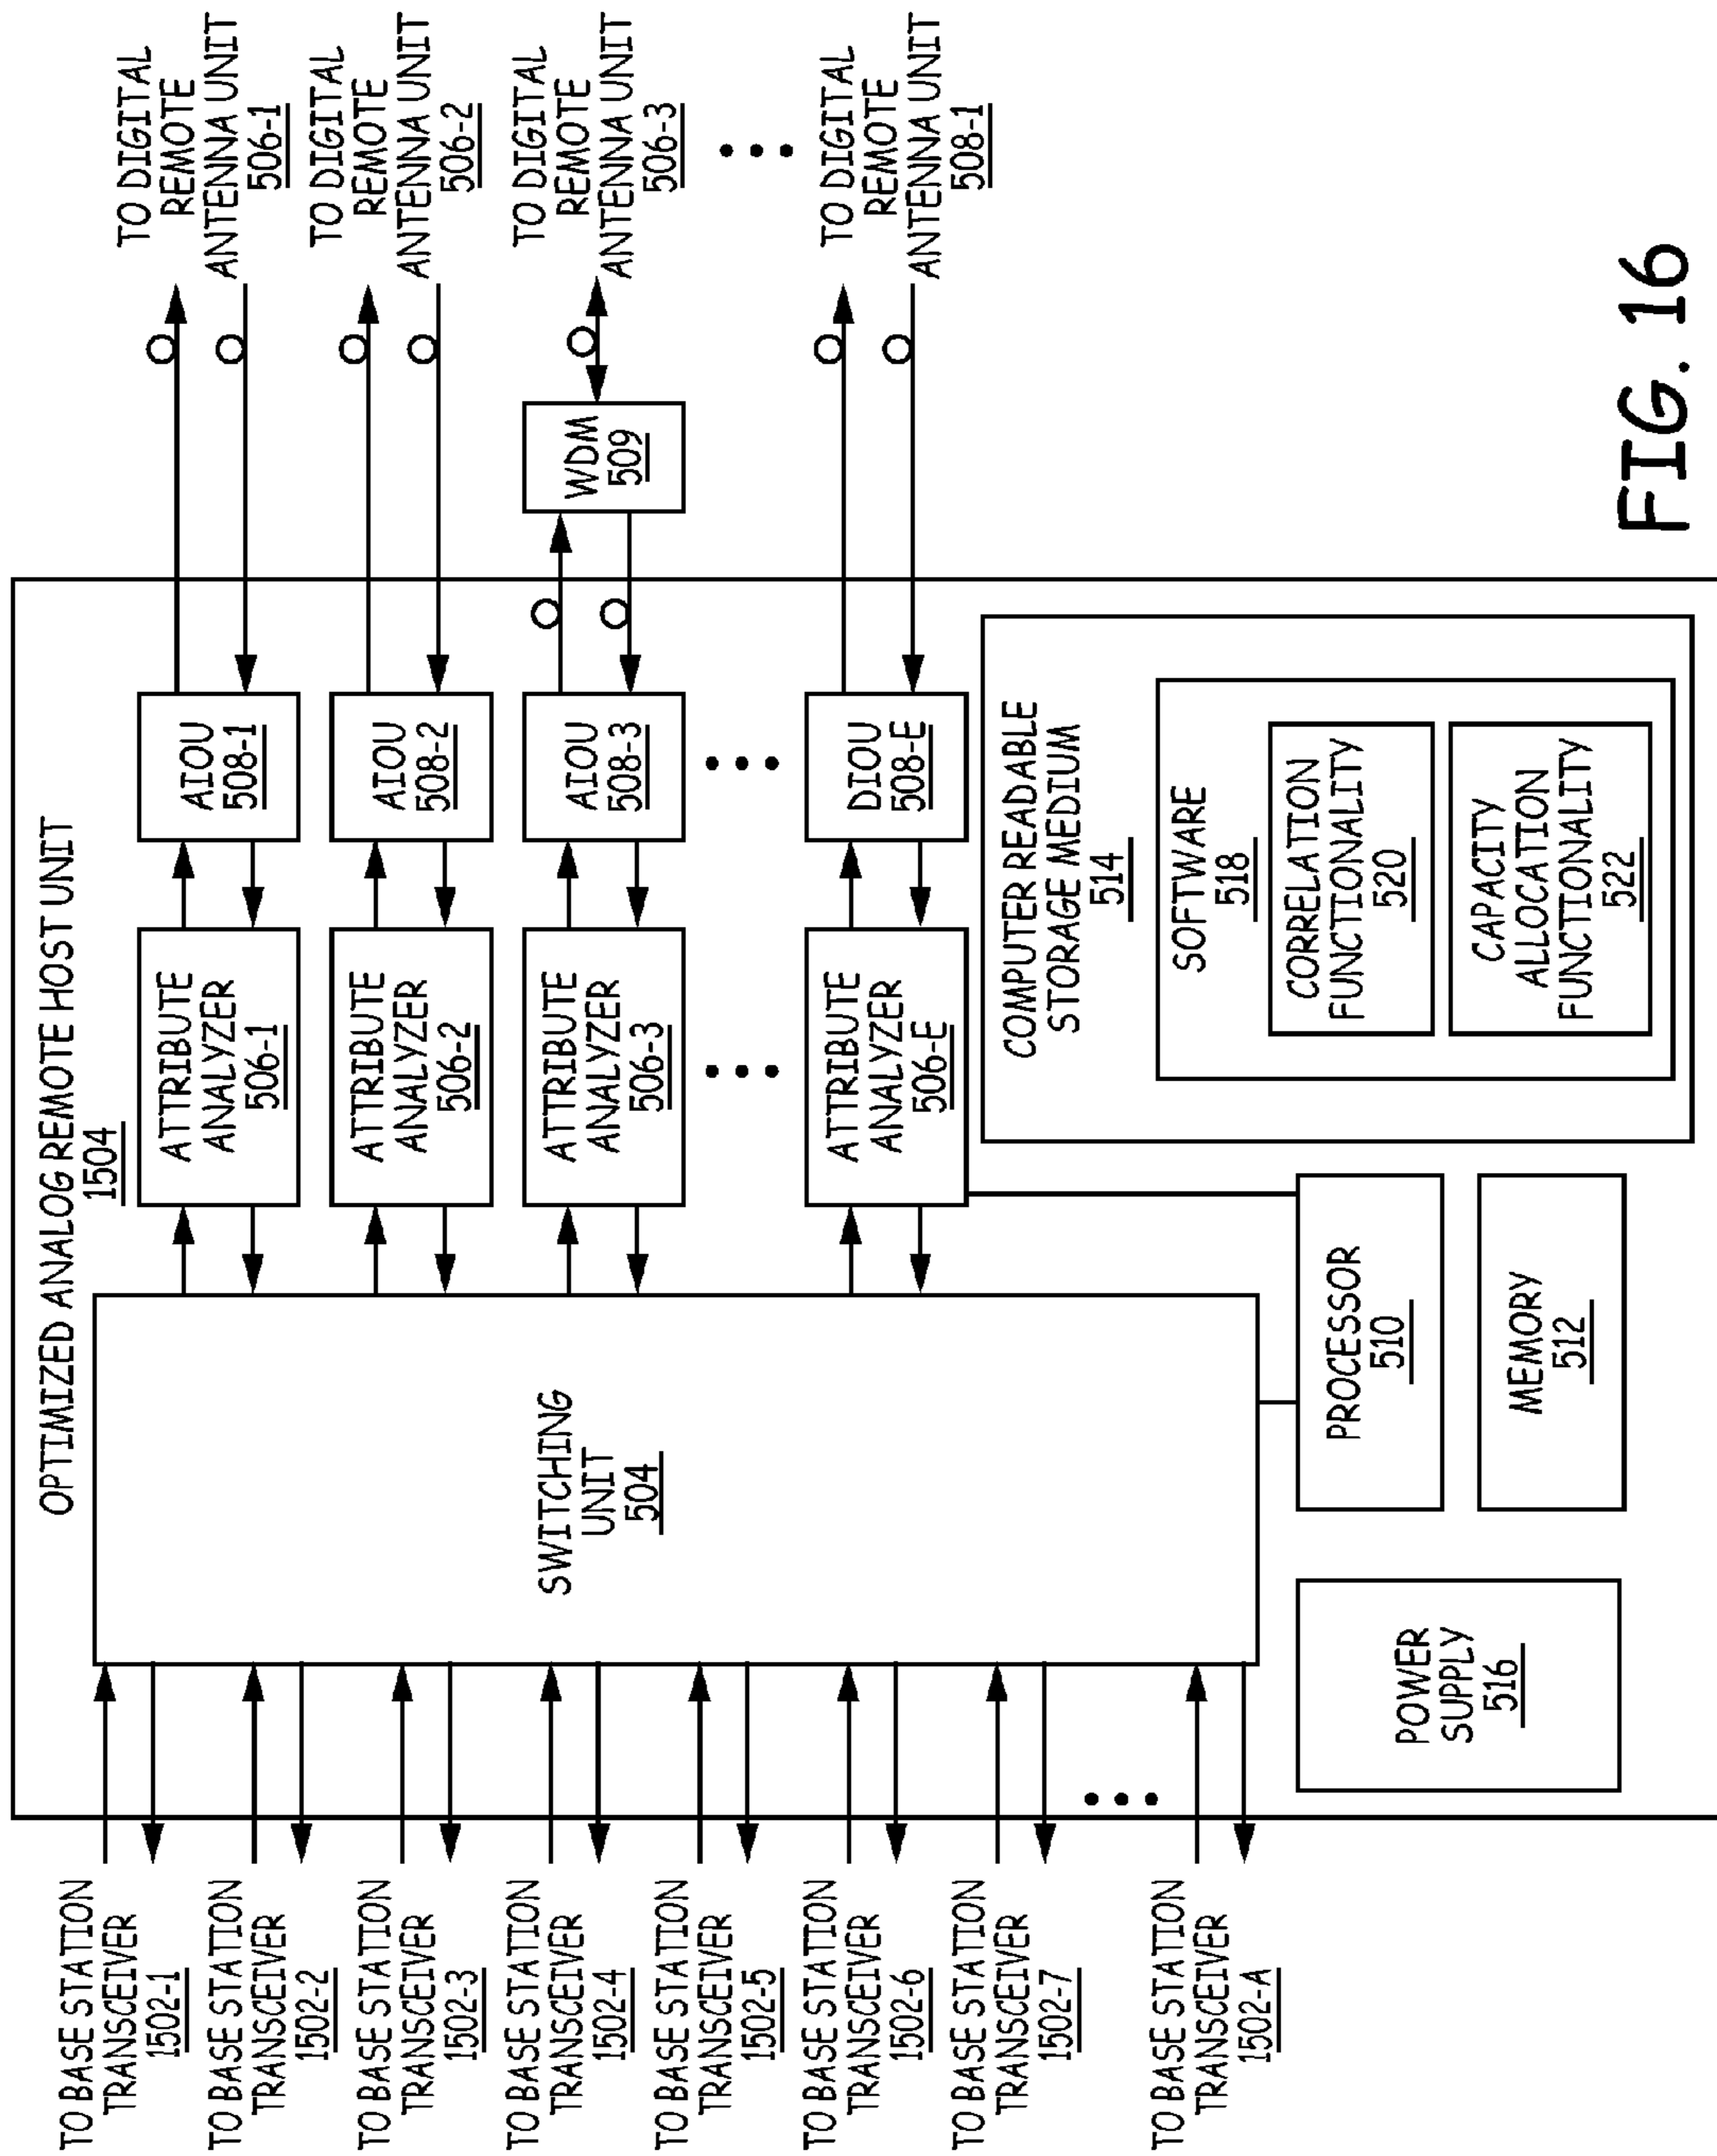 OPTIMIZED ANALOG REMOTE HOST UNIT
1504
TO BASE STATION
TRANSCEIVER
1502-1
TO BASE STATION
TRANSCEIVER
1502-2
TO BASE STATION
TRANSCEIVER
1502-3
TO BASE STATION
TRANSCEIVER
1502-4
TO BASE STATION
TRANSCEIVER
1502-5
TO BASE STATION
TRANSCEIVER
1502-6
TO BASE STATION
TRANSCEIVER
1502-7
TO BASE STATION
TRANSCEIVER
1502-A
SWITCHING
UNIT
504
ATTRIBUTE
ANALYZER
506-1
ATTRIBUTE
ANALYZER
506-2
ATTRIBUTE
ANALYZER
506-3
ATTRIBUTE
ANALYZER
506-E
AIOU
508-1
AIOU
508-2
AIOU
508-3
DIOU
508-E
WDM
509
TO DIGITAL
REMOTE
ANTENNA UNIT
506-1
TO DIGITAL
REMOTE
ANTENNA UNIT
506-2
TO DIGITAL
REMOTE
ANTENNA UNIT
506-3
TO DIGITAL
REMOTE
ANTENNA UNIT
508-1
POWER
SUPPLY
516
PROCESSOR
510
MEMORY
512
COMPUTER READABLE
STORAGE MEDIUM
514
SOFTWARE
518
CORRELATION
FUNCTIONALITY
520
CAPACITY
ALLOCATION
FUNCTIONALITY
522
FIG. 16